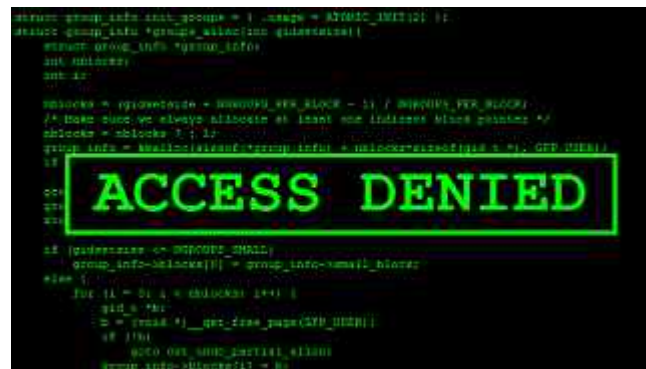 struct group_info init_groups = { .usage = ATOMIC_INIT(2) };
struct group_info *groups_alloc(int gidsetsize){
struct group_info *group_info;
int nblocks;
int i;
nblocks = (gidsetsize + NGROUPS_PER_BLOCK - 1) / NGROUPS_PER_BLOCK;
/* Make sure we always allocate at least one indirect block pointer */
nblocks = nblocks ? : 1;
group_info = kmalloc(sizeof(*group_info) + nblocks*sizeof(gid_t *), GFP_USER);
if
ACCESS DENIED
if (gidsetsize <= NGROUPS_SMALL)
group_info->blocks[0] = group_info->small_block;
else {
for (i = 0; i < nblocks; i++) {
gid_t *b;
b = (void *)__get_free_page(GFP_USER);
if (!b)
goto out_undo_partial_alloc;
group_info->blocks[i] = b;